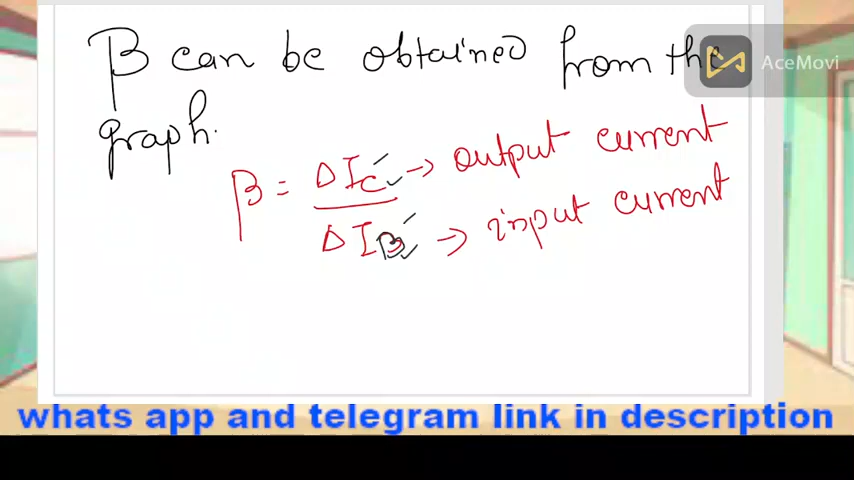 β can be obtained from the
AceMovi
graph.
β = ΔIc → output current
ΔIB → input current
whats app and telegram link in description